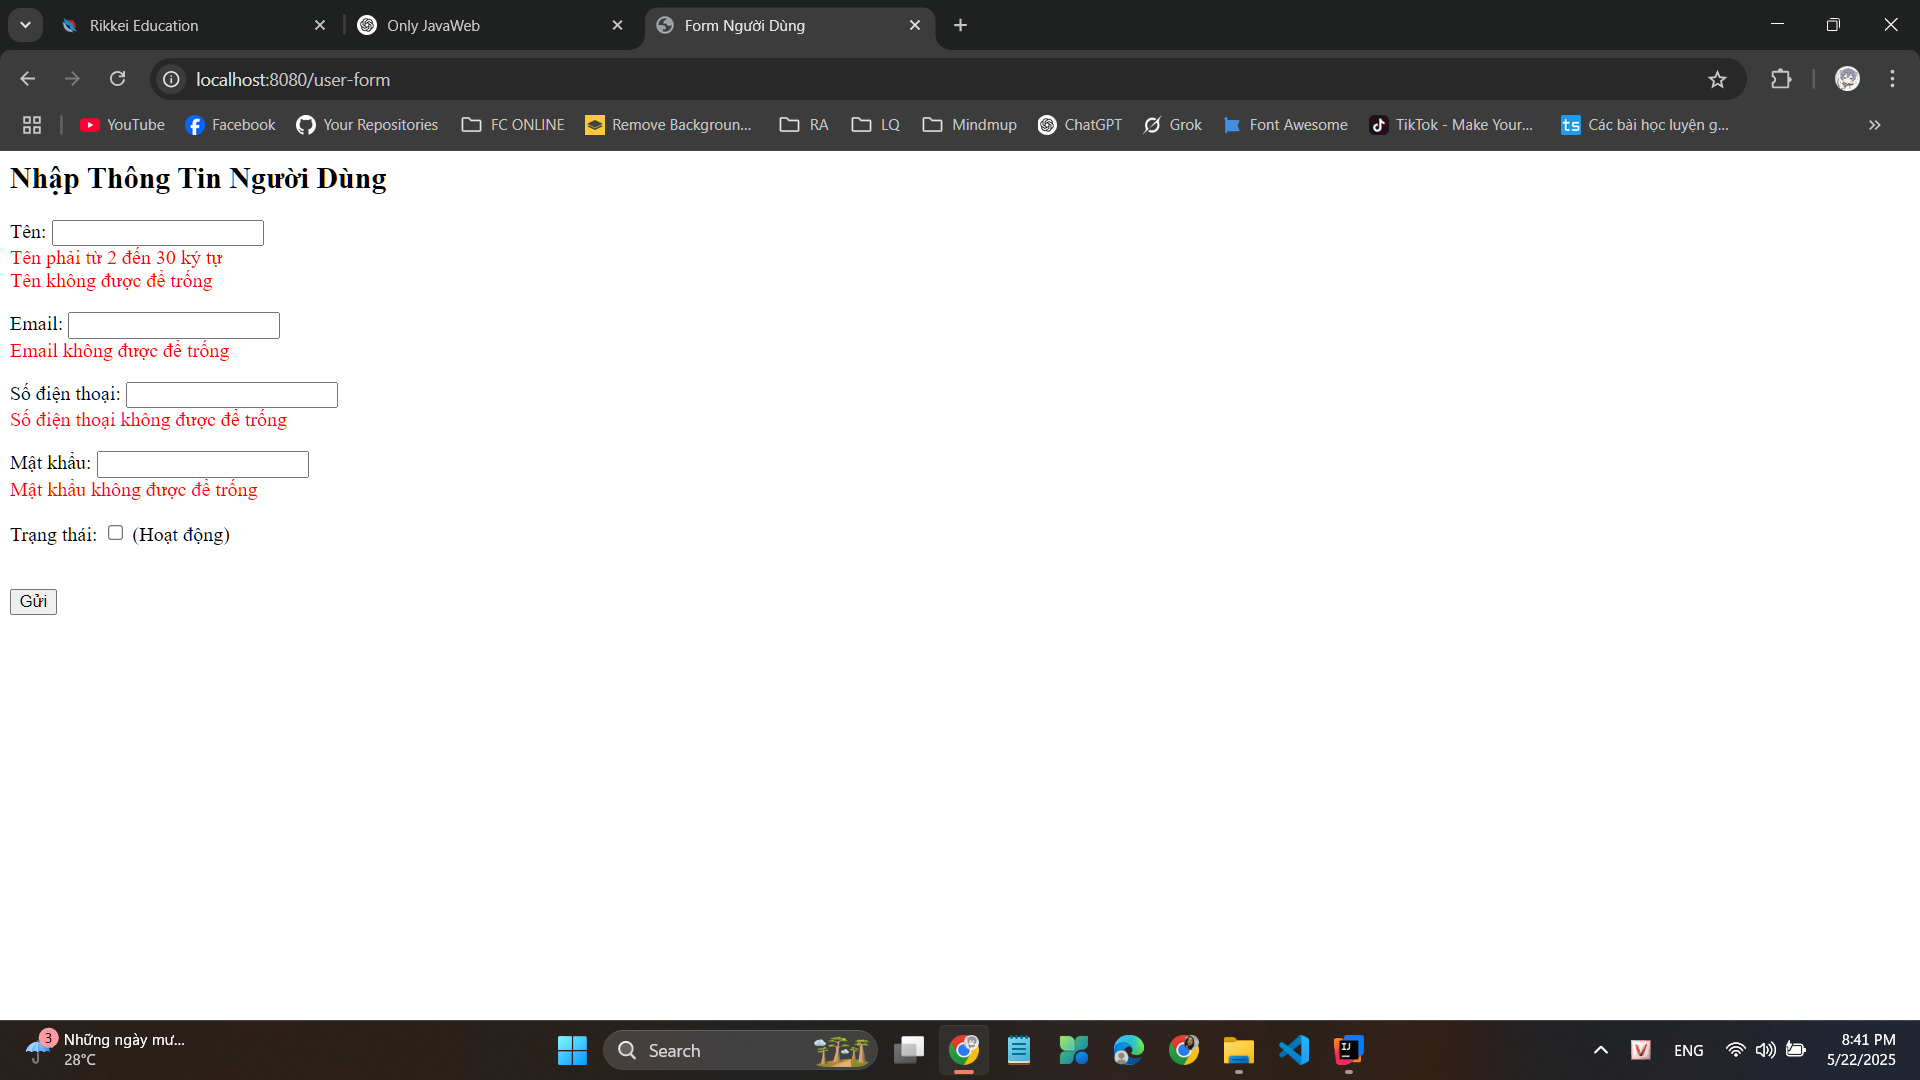 Rikkei Education
Only JavaWeb
Form Người Dùng
localhost:8080/user-form
YouTube
Facebook
Your Repositories
FC ONLINE
Remove Backgroun...
RA
LQ
Mindmup
ChatGPT
Grok
Font Awesome
TikTok - Make Your...
ts
Các bài học luyện g...
Nhập Thông Tin Người Dùng
Tên:
Tên phải từ 2 đến 30 ký tự
Tên không được để trống
Email:
Email không được để trống
Số điện thoại:
Số điện thoại không được để trống
Mật khẩu:
Mật khẩu không được để trống
Trạng thái: (Hoạt động)
Gửi
3
Những ngày mư...
28°C
Search
IJ
V
ENG
8:41 PM
5/22/2025